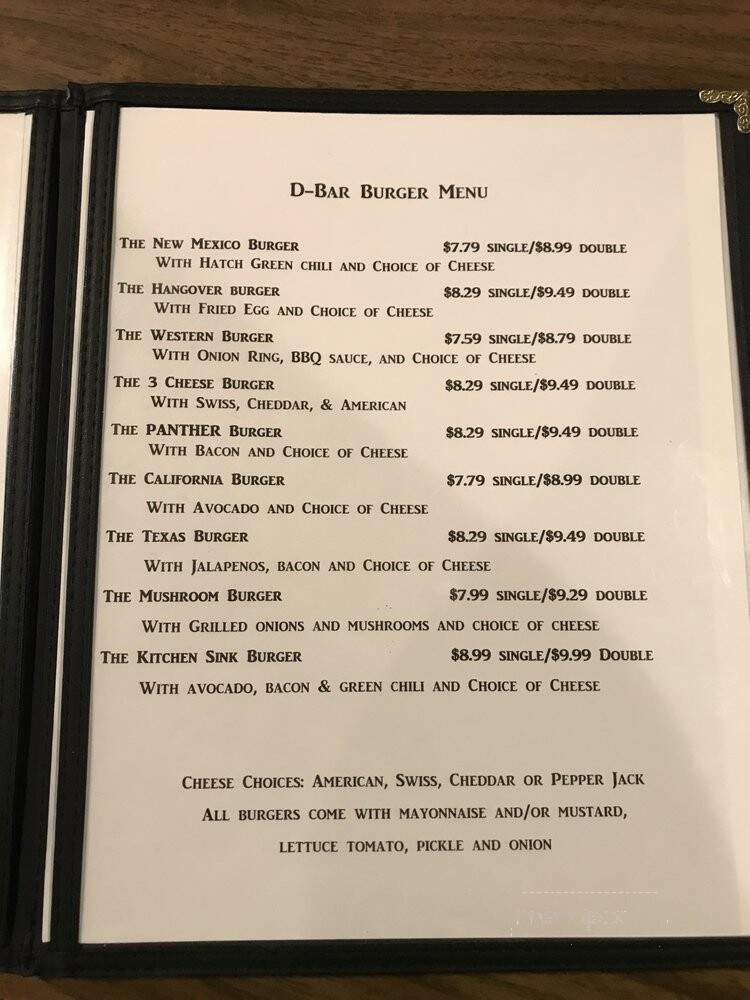 D-Bar Burger Menu
The New Mexico Burger $7.79 single/$8.99 double
With Hatch Green chili and Choice of Cheese
The Hangover burger $8.29 single/$9.49 double
With Fried Egg and Choice of Cheese
The Western Burger $7.59 single/$8.79 double
With Onion Ring, BBQ sauce, and Choice of Cheese
The 3 Cheese Burger $8.29 single/$9.49 double
With Swiss, Cheddar, & American
The PANTHER Burger $8.29 single/$9.49 double
With Bacon and Choice of Cheese
The California Burger $7.79 single/$8.99 double
With Avocado and Choice of Cheese
The Texas Burger $8.29 single/$9.49 double
With Jalapenos, bacon and Choice of Cheese
The Mushroom Burger $7.99 single/$9.29 double
With Grilled onions and mushrooms and choice of cheese
The Kitchen Sink Burger $8.99 single/$9.99 Double
With avocado, bacon & green chili and Choice of Cheese
Cheese Choices: American, Swiss, Cheddar or Pepper Jack
All burgers come with mayonnaise and/or mustard,
lettuce tomato, pickle and onion